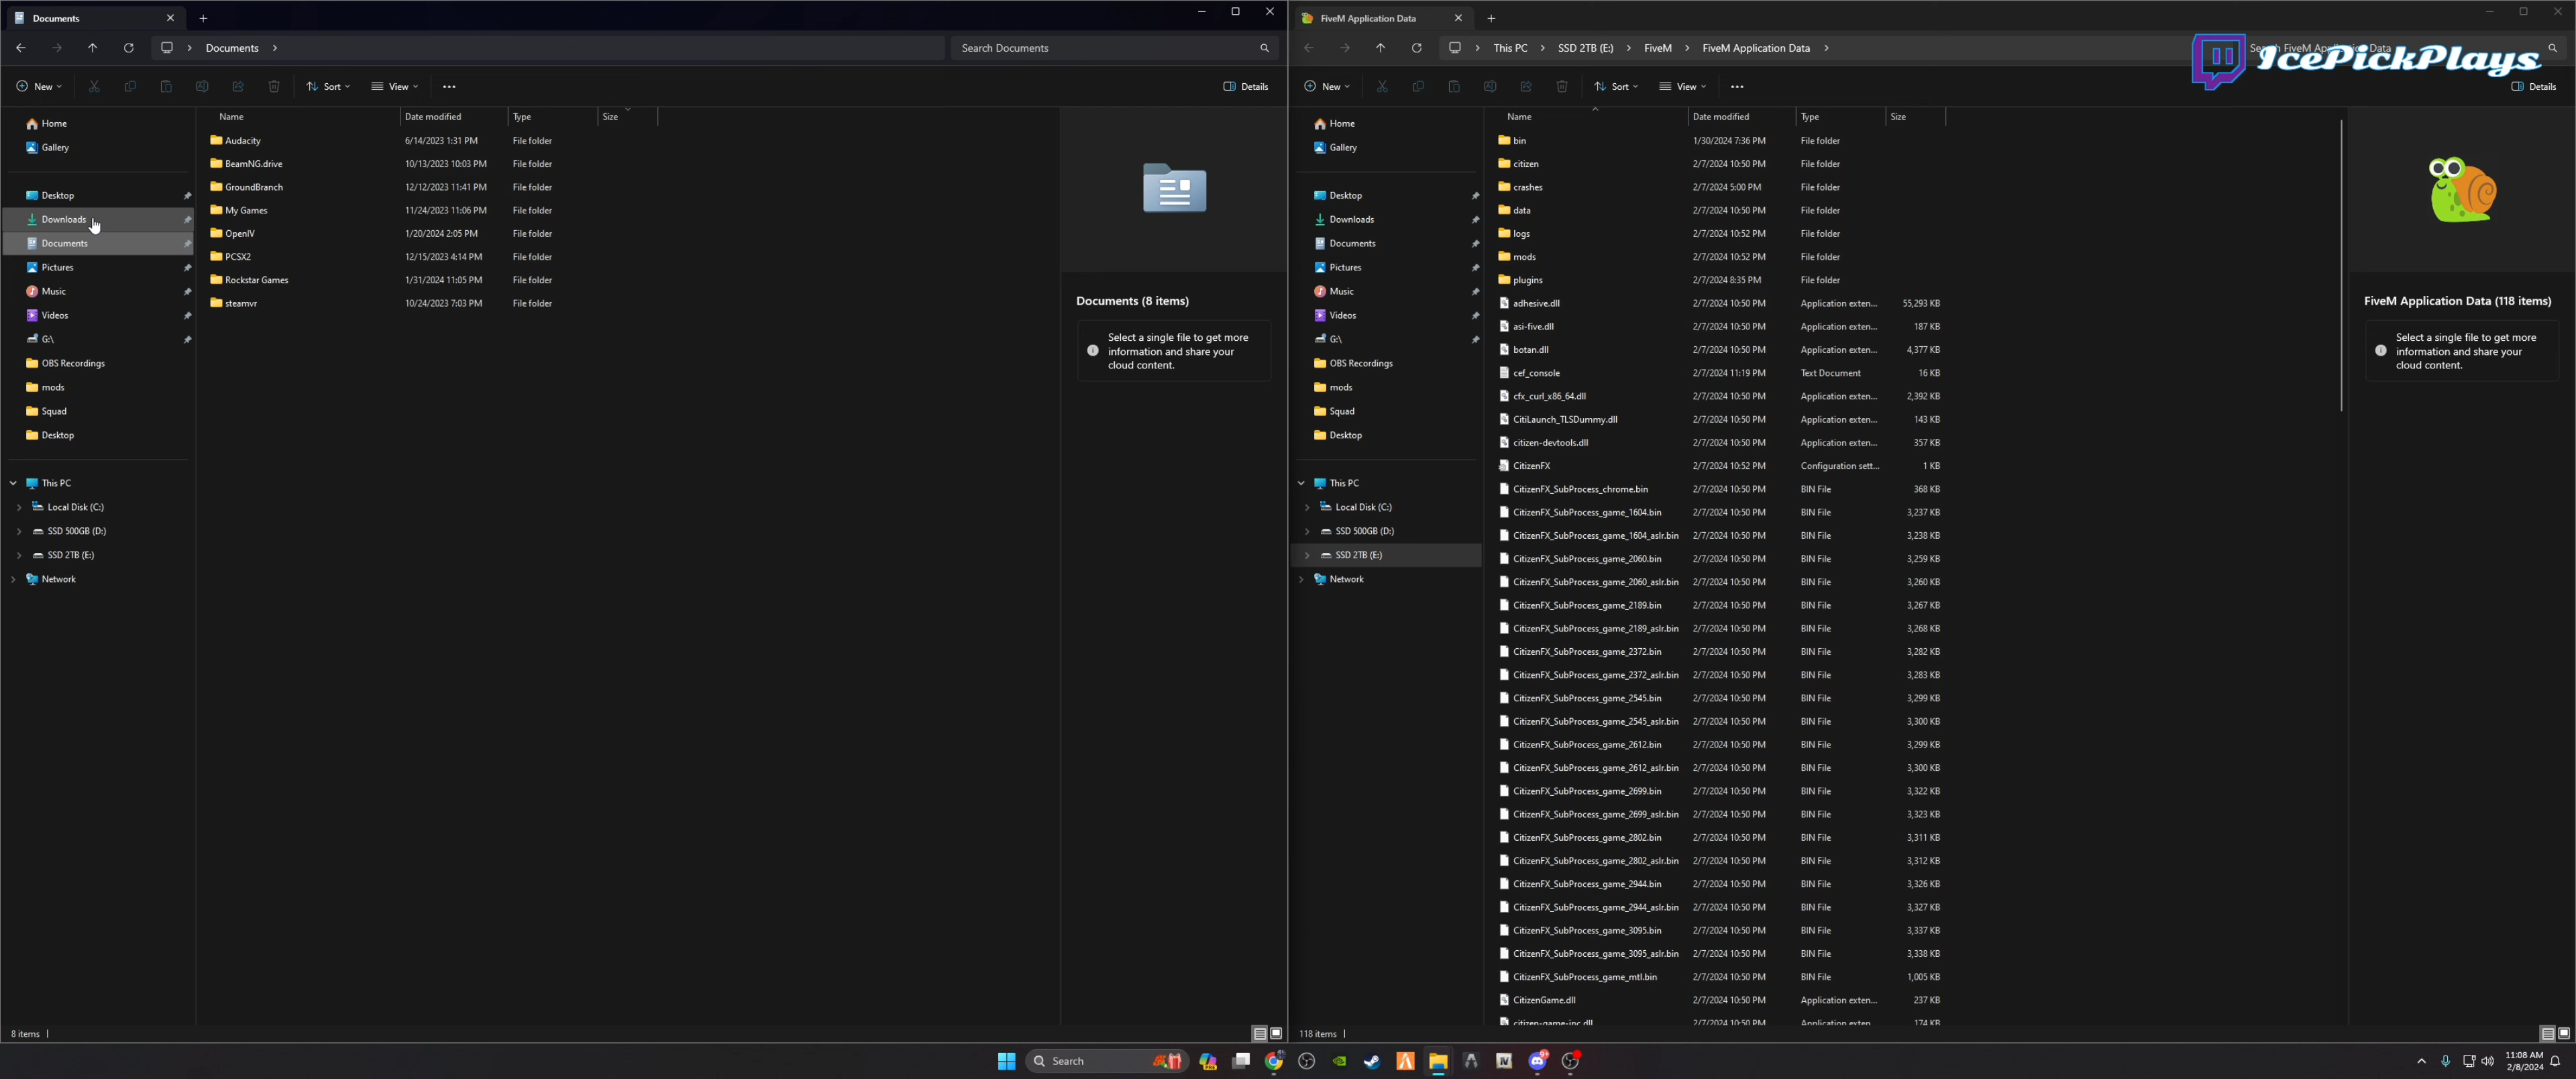 Documents
Documents
Search Documents
New
Sort
View
Details
Home
Gallery
Desktop
Downloads
Documents
Pictures
Music
Videos
G:\
OBS Recordings
mods
Squad
Desktop
This PC
Local Disk (C:)
SSD 500GB (D:)
SSD 2TB (E:)
Network
Name Date modified Type Size
Audacity 6/14/2023 1:31 PM File folder
BeamNG.drive 10/13/2023 10:03 PM File folder
GroundBranch 12/12/2023 11:41 PM File folder
My Games 11/24/2023 11:06 PM File folder
OpenIV 1/20/2024 2:05 PM File folder
PCSX2 12/15/2023 4:14 PM File folder
Rockstar Games 1/31/2024 11:05 PM File folder
steamvr 10/24/2023 7:03 PM File folder
Documents (8 items)
Select a single file to get more
information and share your
cloud content.
8 items
FiveM Application Data
This PC SSD 2TB (E:) FiveM FiveM Application Data
Search FiveM Application Data
IcePickPlays
New
Sort
View
Details
Home
Gallery
Desktop
Downloads
Documents
Pictures
Music
Videos
G:\
OBS Recordings
mods
Squad
Desktop
This PC
Local Disk (C:)
SSD 500GB (D:)
SSD 2TB (E:)
Network
Name Date modified Type Size
bin 1/30/2024 7:36 PM File folder
citizen 2/7/2024 10:50 PM File folder
crashes 2/7/2024 5:00 PM File folder
data 2/7/2024 10:50 PM File folder
logs 2/7/2024 10:52 PM File folder
mods 2/7/2024 10:52 PM File folder
plugins 2/7/2024 8:35 PM File folder
adhesive.dll 2/7/2024 10:50 PM Application exten... 55,293 KB
asi-five.dll 2/7/2024 10:50 PM Application exten... 187 KB
botan.dll 2/7/2024 10:50 PM Application exten... 4,377 KB
cef_console 2/7/2024 11:19 PM Text Document 16 KB
cfx_curl_x86_64.dll 2/7/2024 10:50 PM Application exten... 2,392 KB
CitiLaunch_TLSDummy.dll 2/7/2024 10:50 PM Application exten... 143 KB
citizen-devtools.dll 2/7/2024 10:50 PM Application exten... 357 KB
CitizenFX 2/7/2024 10:52 PM Configuration sett... 1 KB
CitizenFX_SubProcess_chrome.bin 2/7/2024 10:50 PM BIN File 368 KB
CitizenFX_SubProcess_game_1604.bin 2/7/2024 10:50 PM BIN File 3,237 KB
CitizenFX_SubProcess_game_1604_aslr.bin 2/7/2024 10:50 PM BIN File 3,238 KB
CitizenFX_SubProcess_game_2060.bin 2/7/2024 10:50 PM BIN File 3,259 KB
CitizenFX_SubProcess_game_2060_aslr.bin 2/7/2024 10:50 PM BIN File 3,260 KB
CitizenFX_SubProcess_game_2189.bin 2/7/2024 10:50 PM BIN File 3,267 KB
CitizenFX_SubProcess_game_2189_aslr.bin 2/7/2024 10:50 PM BIN File 3,268 KB
CitizenFX_SubProcess_game_2372.bin 2/7/2024 10:50 PM BIN File 3,282 KB
CitizenFX_SubProcess_game_2372_aslr.bin 2/7/2024 10:50 PM BIN File 3,283 KB
CitizenFX_SubProcess_game_2545.bin 2/7/2024 10:50 PM BIN File 3,299 KB
CitizenFX_SubProcess_game_2545_aslr.bin 2/7/2024 10:50 PM BIN File 3,300 KB
CitizenFX_SubProcess_game_2612.bin 2/7/2024 10:50 PM BIN File 3,299 KB
CitizenFX_SubProcess_game_2612_aslr.bin 2/7/2024 10:50 PM BIN File 3,300 KB
CitizenFX_SubProcess_game_2699.bin 2/7/2024 10:50 PM BIN File 3,322 KB
CitizenFX_SubProcess_game_2699_aslr.bin 2/7/2024 10:50 PM BIN File 3,323 KB
CitizenFX_SubProcess_game_2802.bin 2/7/2024 10:50 PM BIN File 3,311 KB
CitizenFX_SubProcess_game_2802_aslr.bin 2/7/2024 10:50 PM BIN File 3,312 KB
CitizenFX_SubProcess_game_2944.bin 2/7/2024 10:50 PM BIN File 3,326 KB
CitizenFX_SubProcess_game_2944_aslr.bin 2/7/2024 10:50 PM BIN File 3,327 KB
CitizenFX_SubProcess_game_3095.bin 2/7/2024 10:50 PM BIN File 3,337 KB
CitizenFX_SubProcess_game_3095_aslr.bin 2/7/2024 10:50 PM BIN File 3,338 KB
CitizenFX_SubProcess_game_mtl.bin 2/7/2024 10:50 PM BIN File 1,005 KB
CitizenGame.dll 2/7/2024 10:50 PM Application exten... 237 KB
citizen-game-ipc.dll 2/7/2024 10:50 PM Application exten 174 KB
FiveM Application Data (118 items)
Select a single file to get more
information and share your
cloud content.
118 items
Search
11:08 AM
2/8/2024